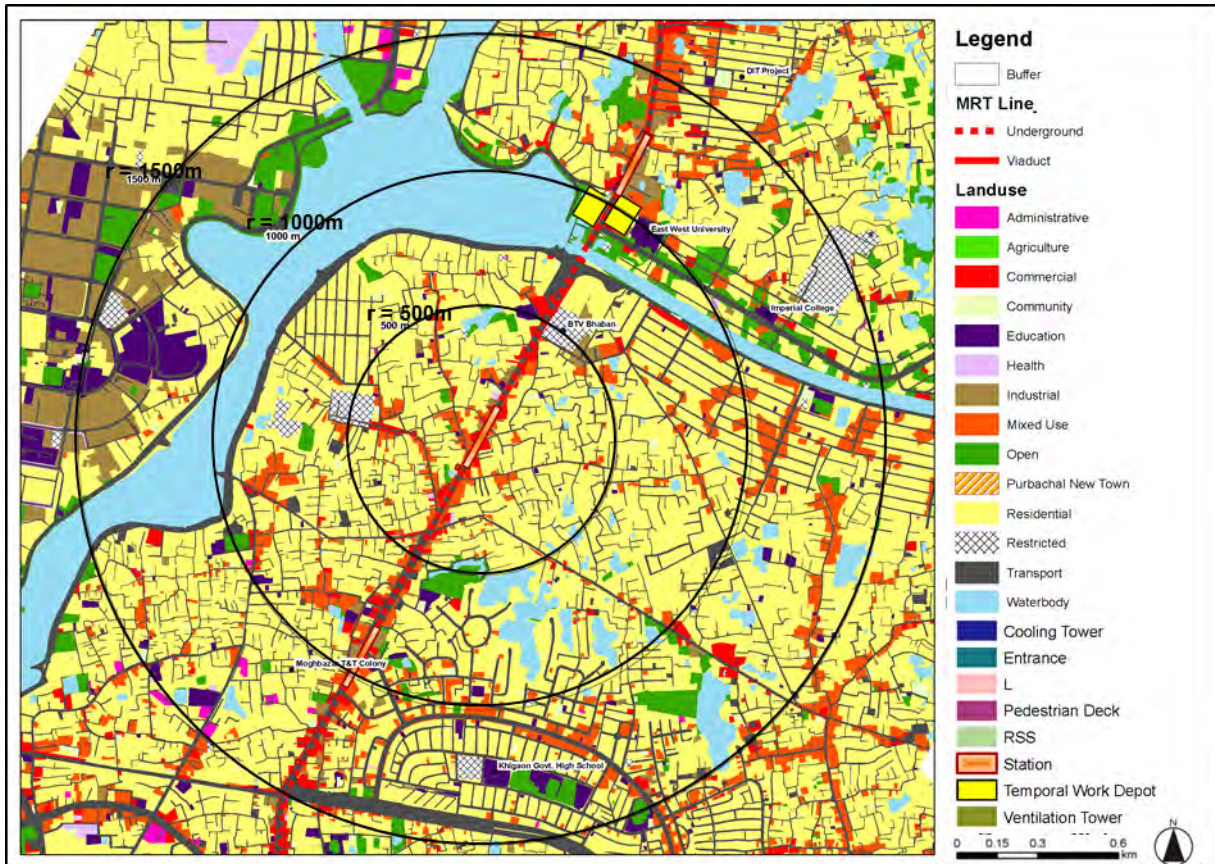 DIT Project
r = 1500m
1500 m
r = 1000m
1000 m
East West University
Imperial College
r = 500m
500 m
BTV Bhaban
Moghbazar T&T Colony
Khigaon Govt. High School
Legend
Buffer
MRT Line
Underground
Viaduct
Landuse
Administrative
Agriculture
Commercial
Community
Education
Health
Industrial
Mixed Use
Open
Purbachal New Town
Residential
Restricted
Transport
Waterbody
Cooling Tower
Entrance
L
Pedestrian Deck
RSS
Station
Temporal Work Depot
Ventilation Tower
0 0.15 0.3 0.6
km
N